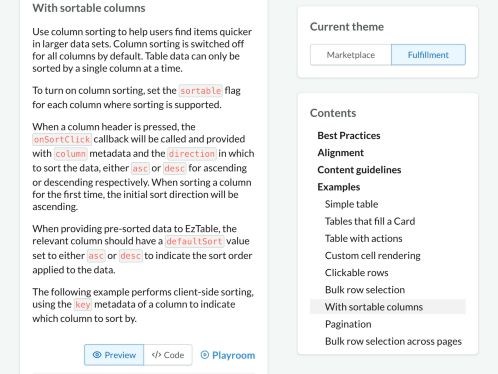 With sortable columns
Use column sorting to help users find items quicker
in larger data sets. Column sorting is switched off
for all columns by default. Table data can only be
sorted by a single column at a time.
To turn on column sorting, set the sortable flag
for each column where sorting is supported.
When a column header is pressed, the
onSortClick callback will be called and provided
with column metadata and the direction in which
to sort the data, either asc or desc for ascending
or descending respectively. When sorting a column
for the first time, the initial sort direction will be
ascending.
When providing pre-sorted data to EzTable, the
relevant column should have a defaultSort value
set to either asc or desc to indicate the sort order
applied to the data.
The following example performs client-side sorting,
using the key metadata of a column to indicate
which column to sort by.
Preview </> Code Playroom
Current theme
Marketplace Fulfillment
Contents
Best Practices
Alignment
Content guidelines
Examples
Simple table
Tables that fill a Card
Table with actions
Custom cell rendering
Clickable rows
Bulk row selection
With sortable columns
Pagination
Bulk row selection across pages